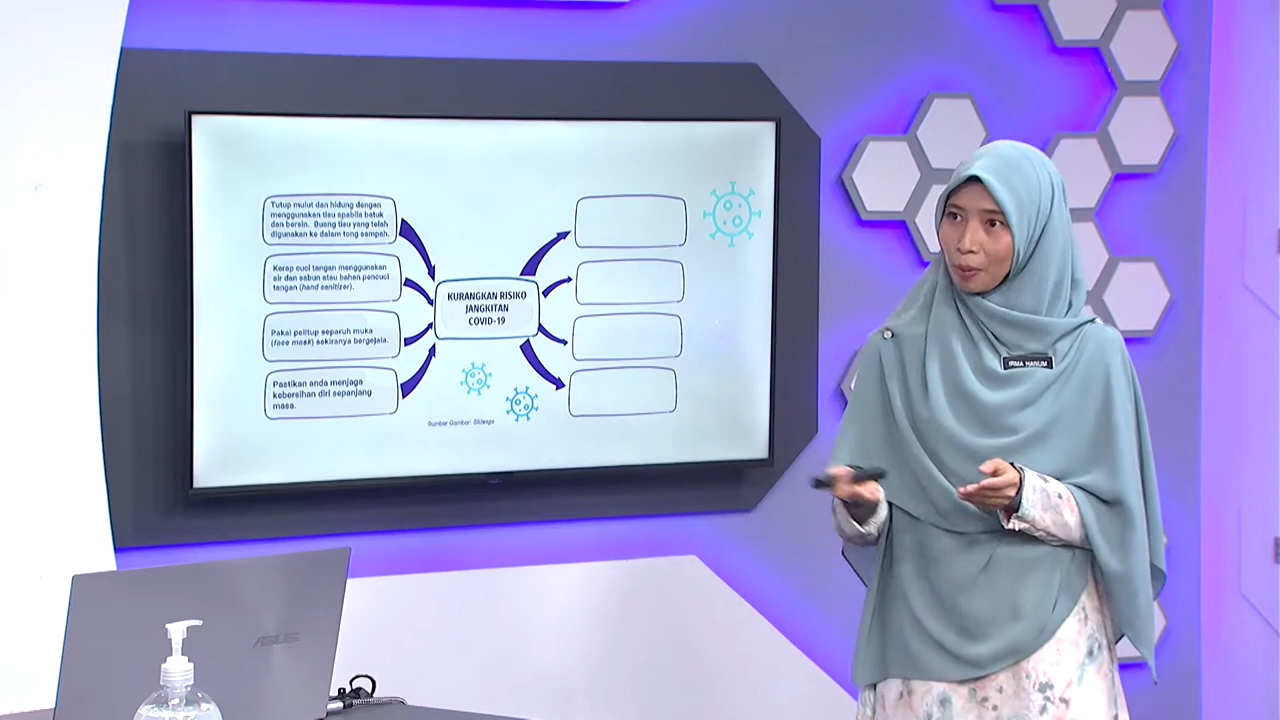 Tutup mulut dan hidung dengan
menggunakan tisu apabila batuk
dan bersin. Buang tisu yang telah
digunakan ke dalam tong sampah.
Kerap cuci tangan menggunakan
air dan sabun atau bahan pencuci
tangan (hand sanitizer).
Pakai pelitup separuh muka
(face mask) sekiranya bergejala.
Pastikan anda menjaga
kebersihan diri sepanjang
masa.
KURANGKAN RISIKO
JANGKITAN
COVID-19
Sumber Gambar: Slidesgo
IRMA HANUM
ASUS